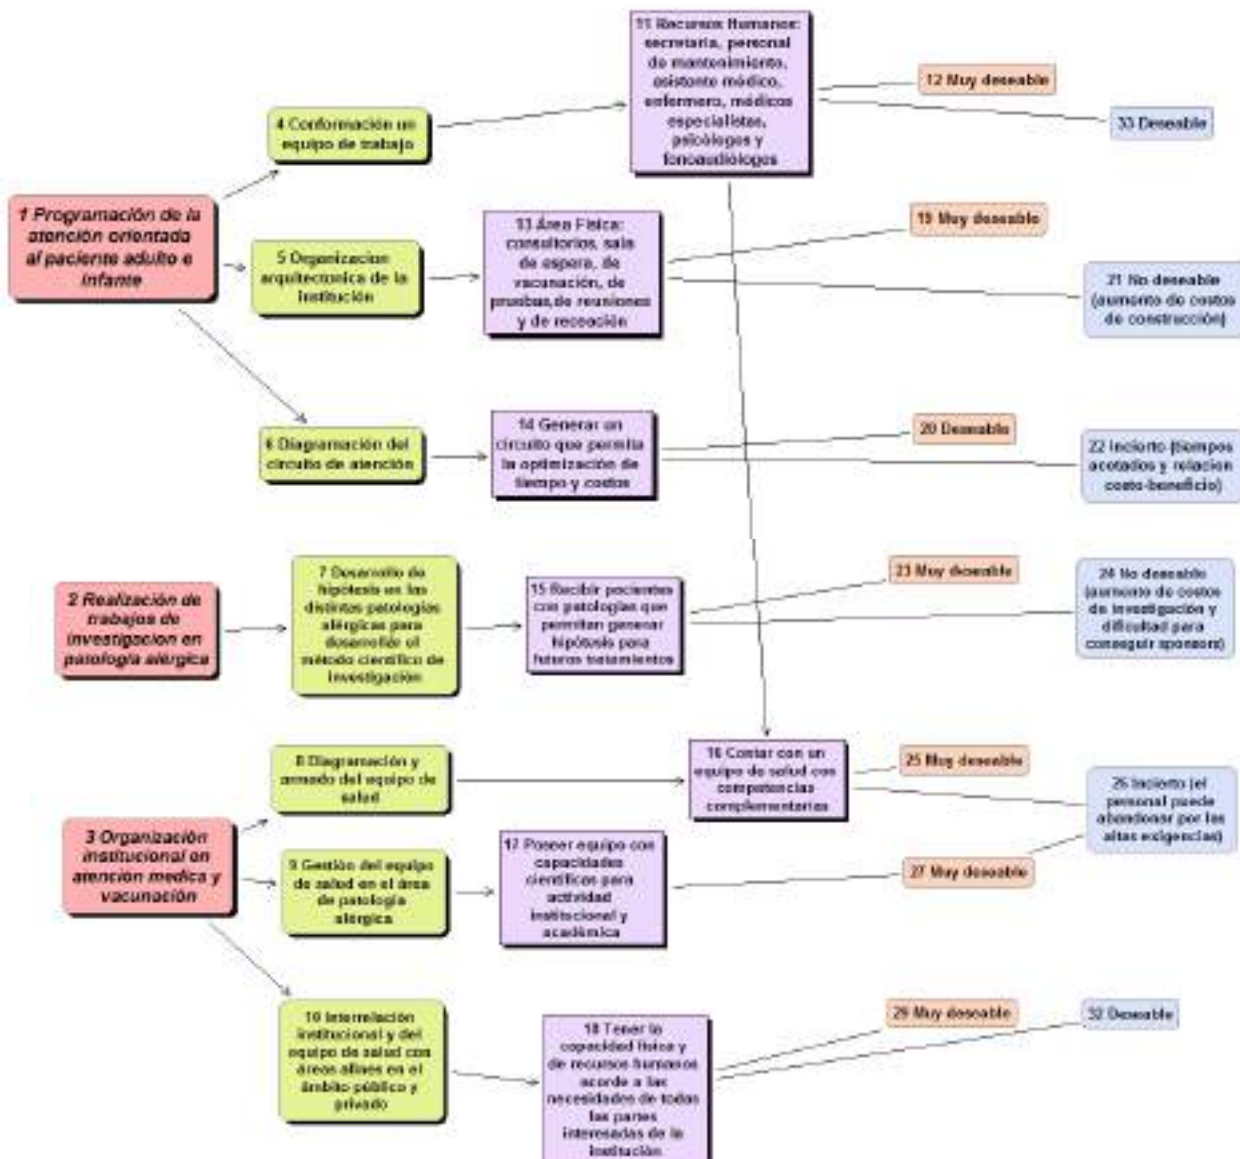 11 Recursos Humanos:
secretaria, personal
de mantenimiento,
asistente médico,
enfermero, médicos
especialistas,
psicólogos y
fonoaudiólogos
12 Muy deseable
33 Deseable
4 Conformación un
equipo de trabajo
1 Programación de la
atención orientada
al paciente adulto e
infante
5 Organizacion
arquitectonica de la
Institución
13 Área Física:
consultorios, sala
de espera, de
vacunación, de
pruebas,de reuniones
y de receación
19 Muy deseable
21 No deseable
(aumento de costos
de construcción)
6 Diagramación del
circuito de atención
14 Generar un
circuito que permita
la optimización de
tiempo y costos
20 Deseable
22 Incierto (tiempos
acotados y relacion
costo-beneficio)
2 Realización de
trabajos de
investigacion en
patología alérgica
7 Desarrollo de
hipótesis en las
distintas patologías
alérgicas para
desarrollar el
método científico de
investigación
15 Recibir pacientes
con patologías que
permitan generar
hipótesis para
futuros tratamientos
23 Muy deseable
24 No deseable
(aumento de costos
de investigación y
dificultad para
conseguir sponsors)
8 Diagramación y
armado del equipo de
salud
16 Contar con un
equipo de salud con
competencias
complementarias
25 Muy deseable
26 Incierto (el
personal puede
abandonar por las
altas exigencias)
3 Organización
institucional en
atención medica y
vacunación
9 Gestión del equipo
de salud en el área
de patología
alérgica
17 Poseer equipo con
capacidades
científicas para
actividad
institucional y
académica
27 Muy deseable
10 Interrelación
institucional y del
equipo de salud con
áreas afines en el
ámbito público y
privado
18 Tener la
capacidad física y
de recursos humanos
acorde a las
necesidades de todas
las partes
interesadas de la
institución
29 Muy deseable
32 Deseable